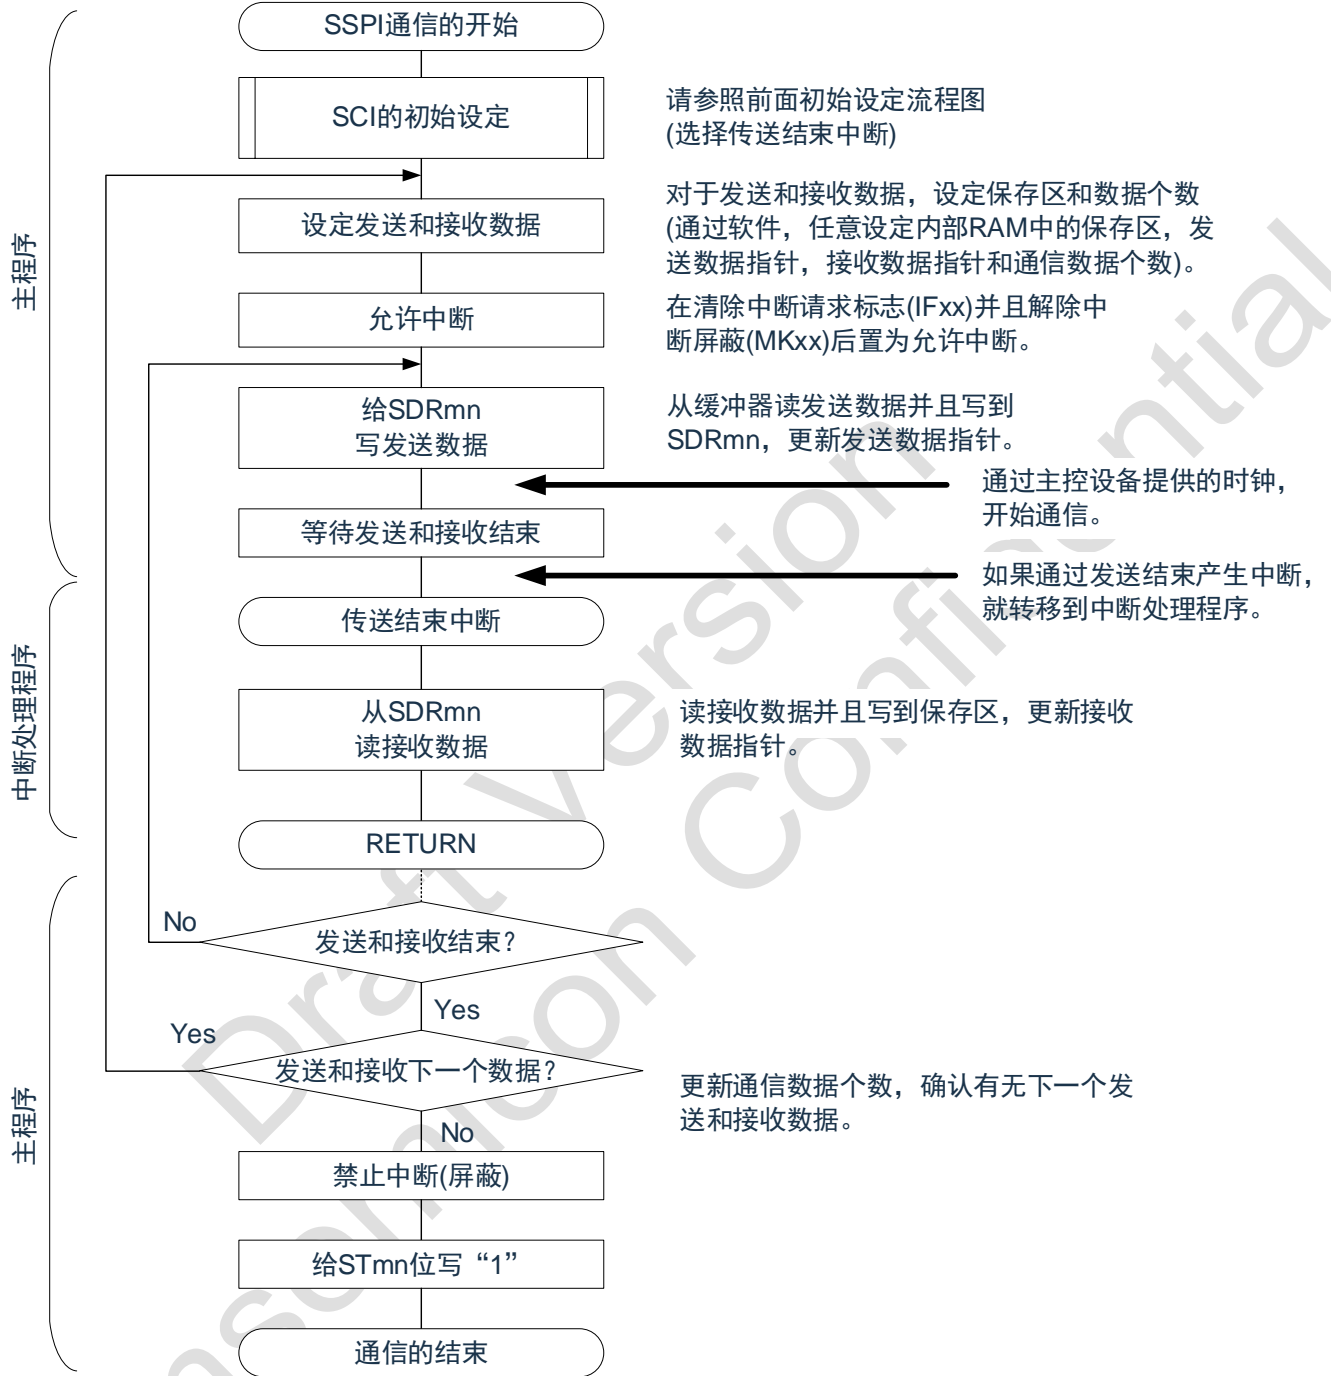 SSPI通信的开始
SCI的初始设定
请参照前面初始设定流程图
(选择传送结束中断)
设定发送和接收数据
对于发送和接收数据，设定保存区和数据个数
(通过软件，任意设定内部RAM中的保存区，发
送数据指针，接收数据指针和通信数据个数)。
主程序
允许中断
在清除中断请求标志(IFxx)并且解除中
断屏蔽(MKxx)后置为允许中断。
给SDRmn
写发送数据
从缓冲器读发送数据并且写到
SDRmn，更新发送数据指针。
通过主控设备提供的时钟，
开始通信。
等待发送和接收结束
如果通过发送结束产生中断，
就转移到中断处理程序。
传送结束中断
中断处理程序
从SDRmn
读接收数据
读接收数据并且写到保存区，更新接收
数据指针。
RETURN
No
发送和接收结束？
Yes
Yes
发送和接收下一个数据？
更新通信数据个数，确认有无下一个发
送和接收数据。
主程序
No
禁止中断(屏蔽)
给STmn位写“1”
通信的结束
Draft Version
Confidential